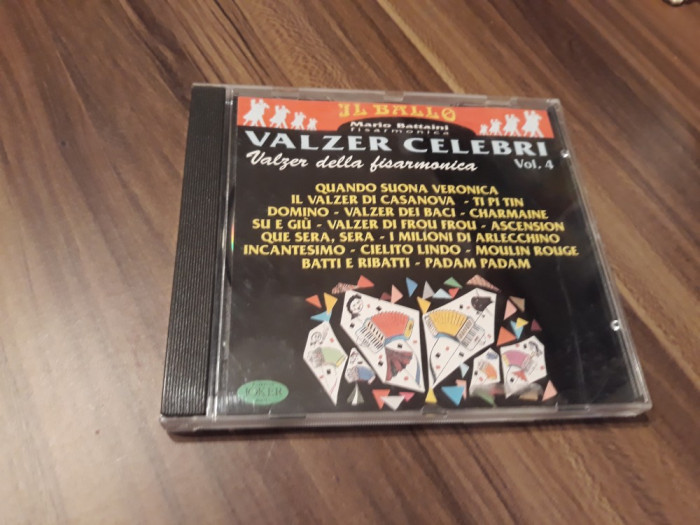 IL BALLO
Mario Battaini
fisarmonica
VALZER CELEBRI
Valzer della fisarmonica Vol. 4
QUANDO SUONA VERONICA
IL VALZER DI CASANOVA - TI PI TIN
DOMINO - VALZER DEI BACI - CHARMAINE
SU E GIÙ - VALZER DI FROU FROU - ASCENSION
QUE SERA, SERA - I MILIONI DI ARLECCHINO
INCANTESIMO - CIELITO LINDO - MOULIN ROUGE
BATTI E RIBATTI - PADAM PADAM
JOKER